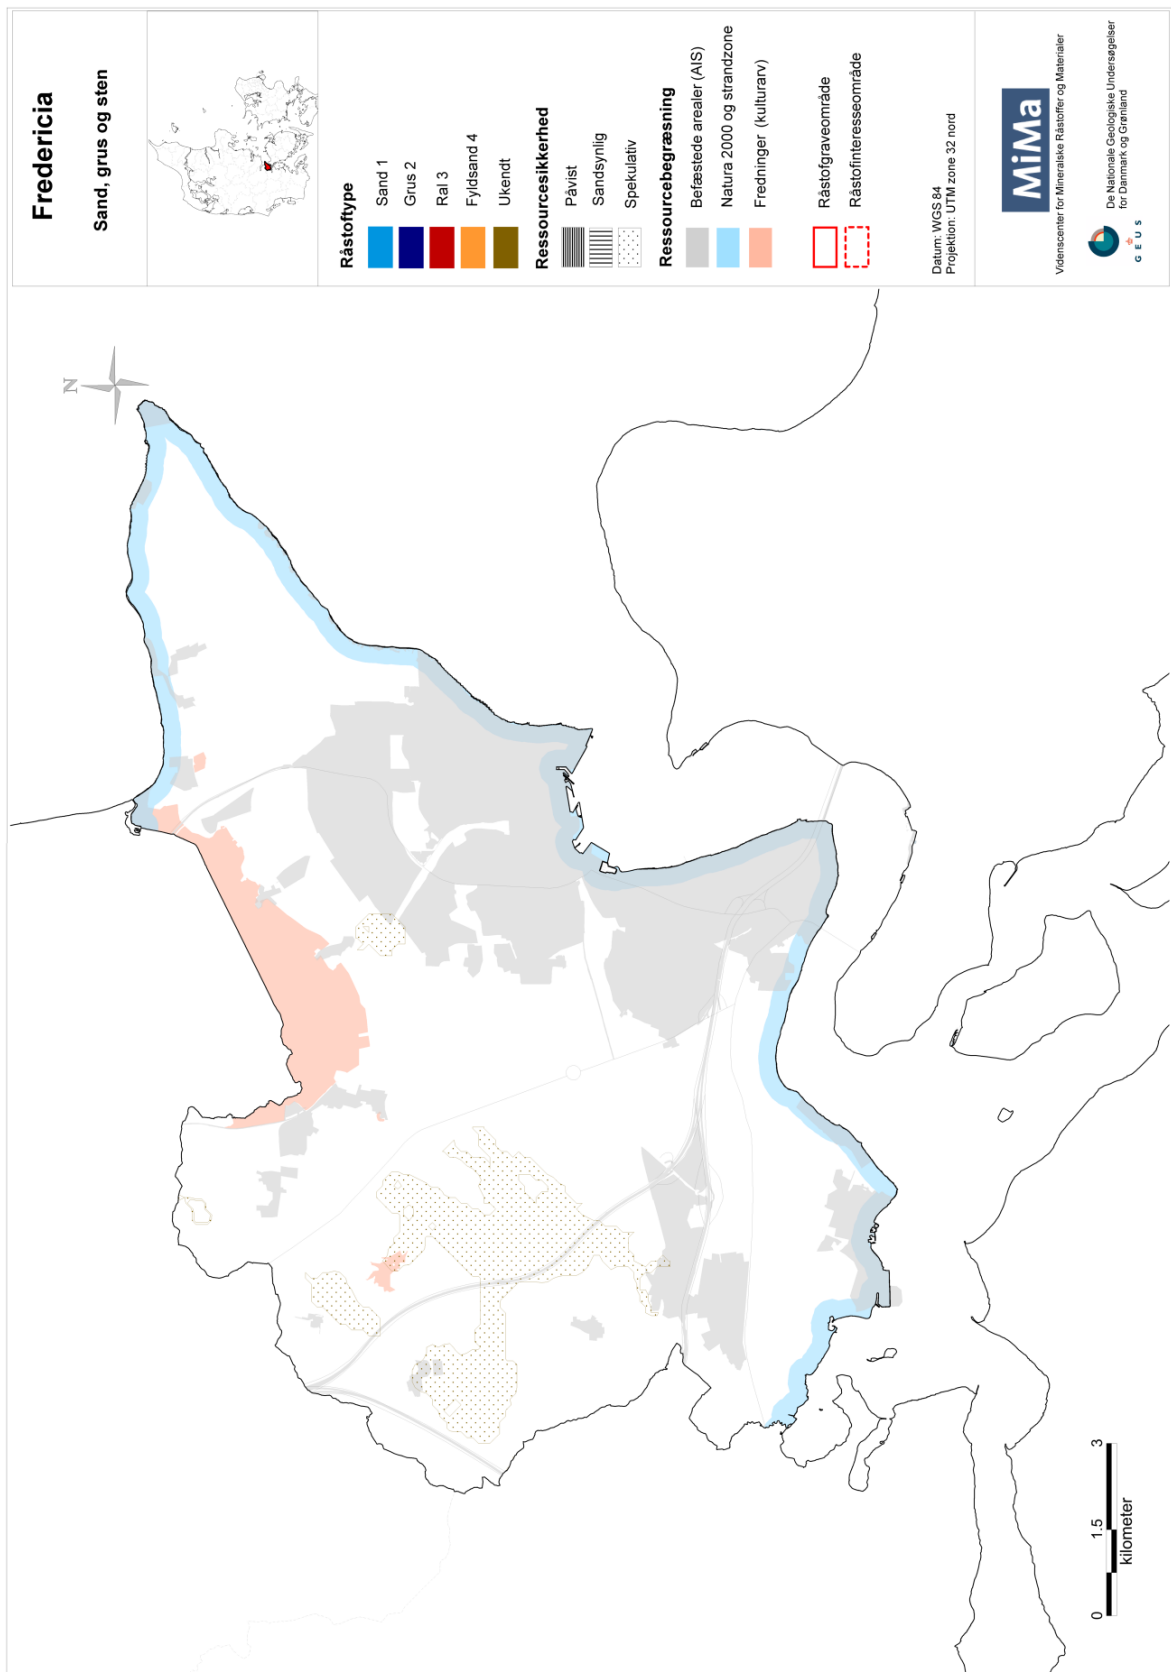 Fredericia
Sand, grus og sten
Råstoftype
Sand 1
Grus 2
Ral 3
Fyldsand 4
Ukendt
Ressourcesikkerhed
Påvist
Sandsynlig
Spekulativ
Ressourcebegræsning
Befæstede arealer (AIS)
Natura 2000 og strandzone
Fredninger (kulturarv)
Råstofgraveområde
Råstofinteresseområde
Datum: WGS 84
Projektion: UTM zone 32 nord
MiMa
Videnscenter for Mineralske Råstoffer og Materialer
G E U S
De Nationale Geologiske Undersøgelser
for Danmark og Grønland
N
0 1.5 3
kilometer